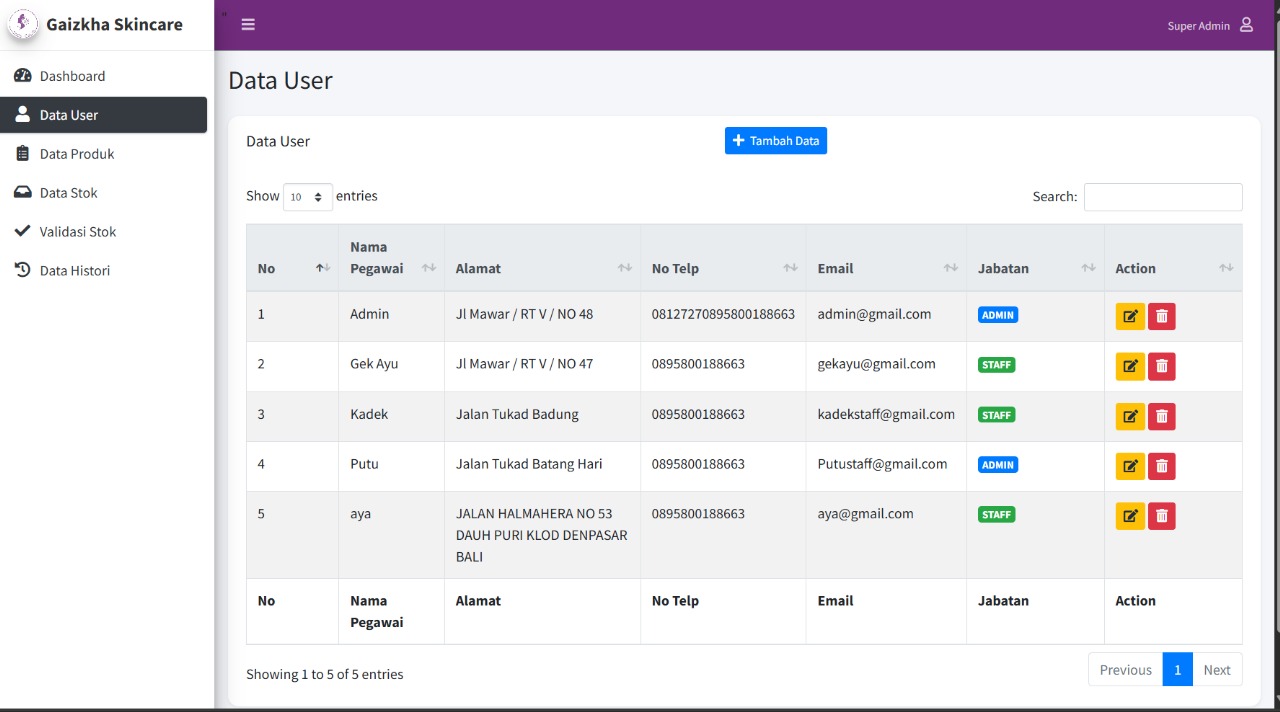 Gaizkha Skincare
"
Super Admin
Dashboard
Data User
Data Produk
Data Stok
Validasi Stok
Data Histori
Data User
Data User
Tambah Data
Show 10 entries
Search:
No Nama Pegawai Alamat No Telp Email Jabatan Action
1 Admin Jl Mawar / RT V / NO 48 08127270895800188663 admin@gmail.com ADMIN
2 Gek Ayu Jl Mawar / RT V / NO 47 0895800188663 gekayu@gmail.com STAFF
3 Kadek Jalan Tukad Badung 0895800188663 kadekstaff@gmail.com STAFF
4 Putu Jalan Tukad Batang Hari 0895800188663 Putustaff@gmail.com ADMIN
5 aya JALAN HALMAHERA NO 53 0895800188663 aya@gmail.com STAFF
DAUH PURI KLOD DENPASAR
BALI
No Nama Pegawai Alamat No Telp Email Jabatan Action
Showing 1 to 5 of 5 entries
Previous 1 Next